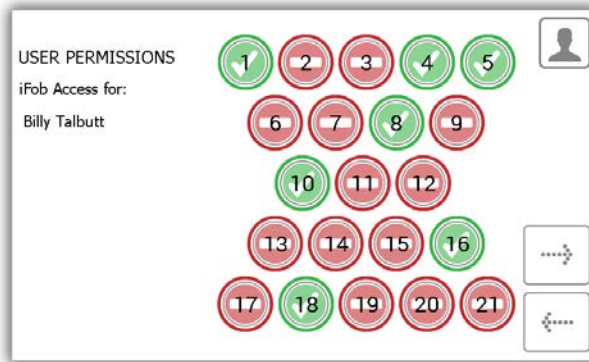 USER PERMISSIONS
iFob Access for:
Billy Talbutt
1 2 3 4 5
6 7 8 9
10 11 12
13 14 15 16
17 18 19 20 21